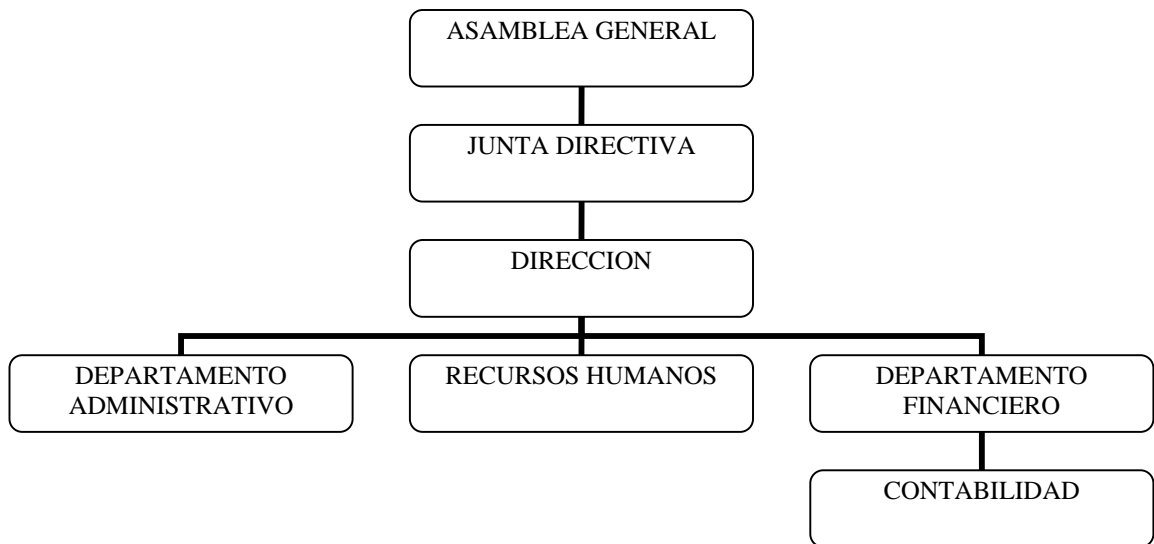 ASAMBLEA GENERAL
JUNTA DIRECTIVA
DIRECCION
DEPARTAMENTO
ADMINISTRATIVO
RECURSOS HUMANOS
DEPARTAMENTO
FINANCIERO
CONTABILIDAD